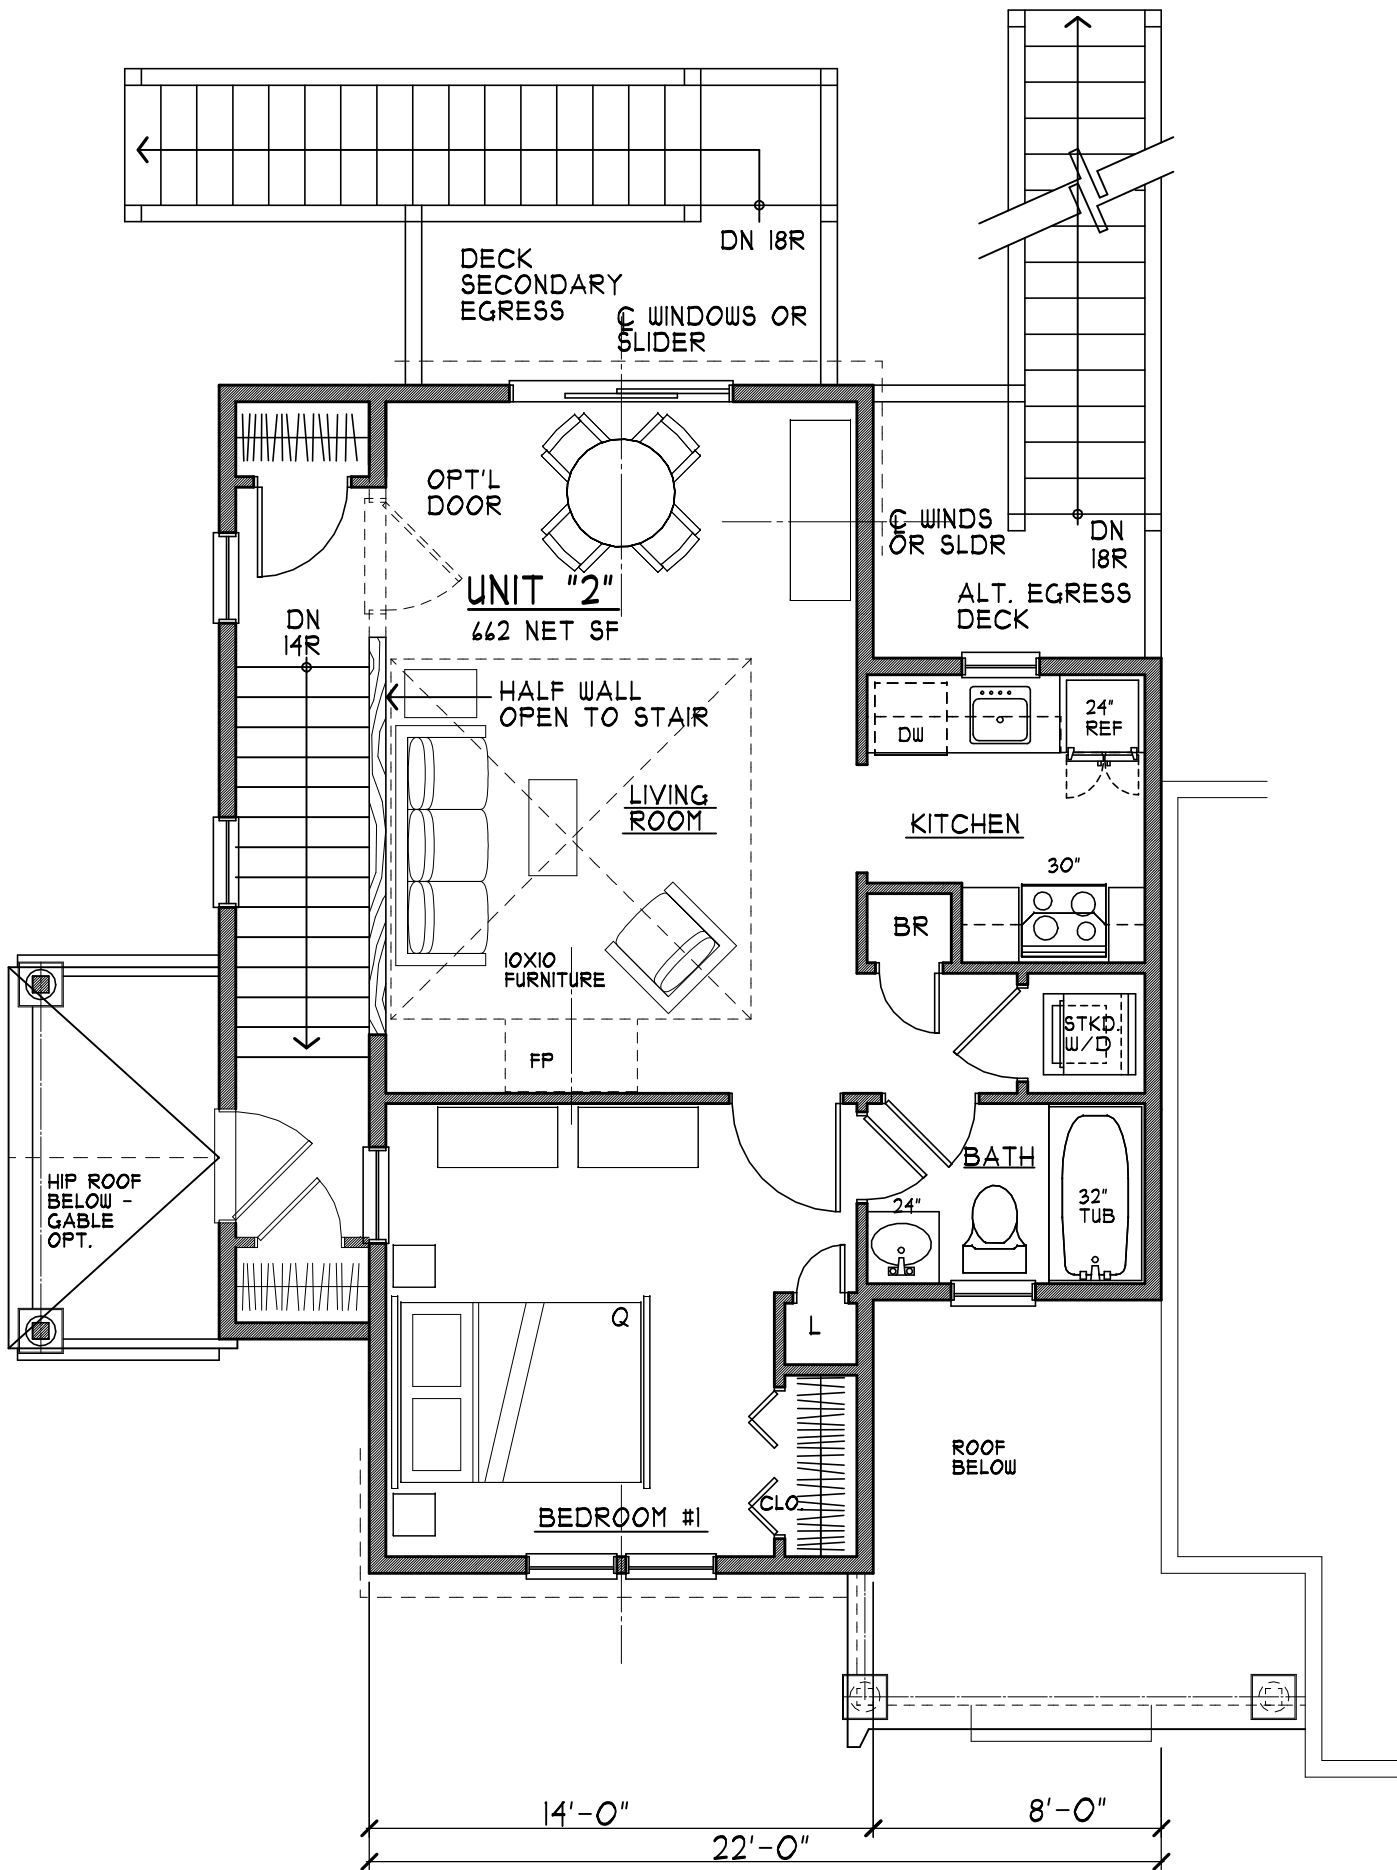 DN 18R
DECK
SECONDARY
EGRESS
℄ WINDOWS OR
SLIDER
OPT'L
DOOR
℄ WINDS
OR SLDR
DN
18R
ALT. EGRESS
DECK
UNIT "2"
662 NET SF
DN
14R
HALF WALL
OPEN TO STAIR
24"
REF
DW
LIVING
ROOM
KITCHEN
30"
BR
10X10
FURNITURE
STKD.
W/D
FP
BATH
HIP ROOF
BELOW -
GABLE
OPT.
24"
32"
TUB
Q
L
ROOF
BELOW
CLO.
BEDROOM #1
14'-0"
8'-0"
22'-0"